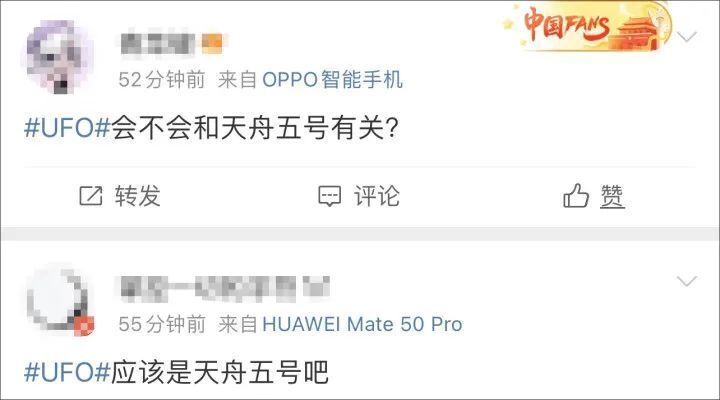 中国FANS
52分钟前 来自 OPPO智能手机
#UFO#会不会和天舟五号有关?
转发 评论 赞
55分钟前 来自 HUAWEI Mate 50 Pro
#UFO#应该是天舟五号吧